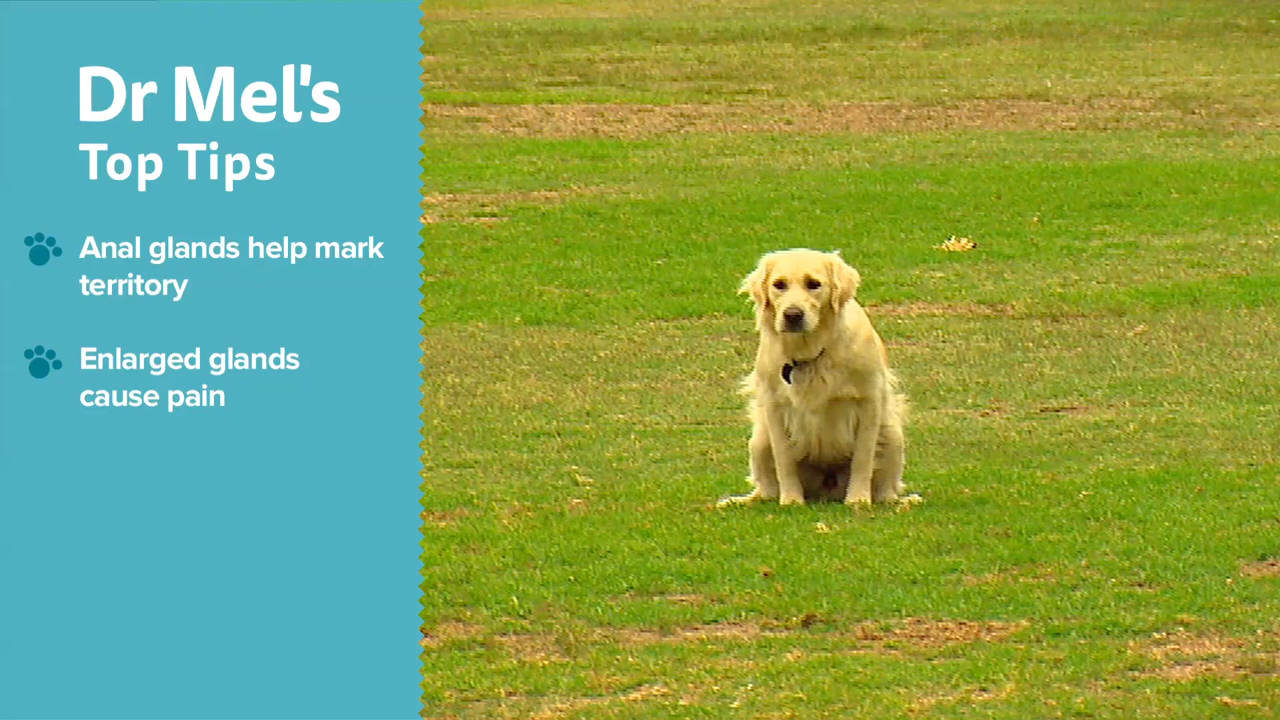 Dr Mel's
Top Tips
Anal glands help mark
territory
Enlarged glands
cause pain